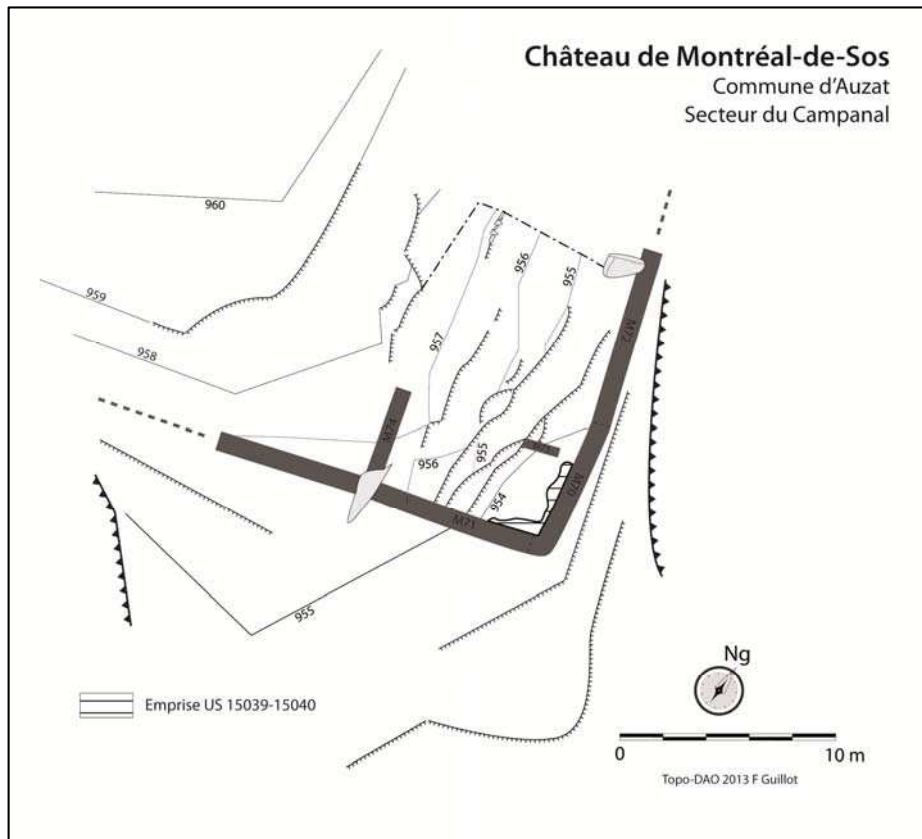 Château de Montréal-de-Sos
Commune d'Auzat
Secteur du Campanal
960
956
955
959
957
M72
958
M74
956
955
954
M70
M71
955
Ng
Emprise US 15039-15040
0
10 m
Topo-DAO 2013 F Guillot